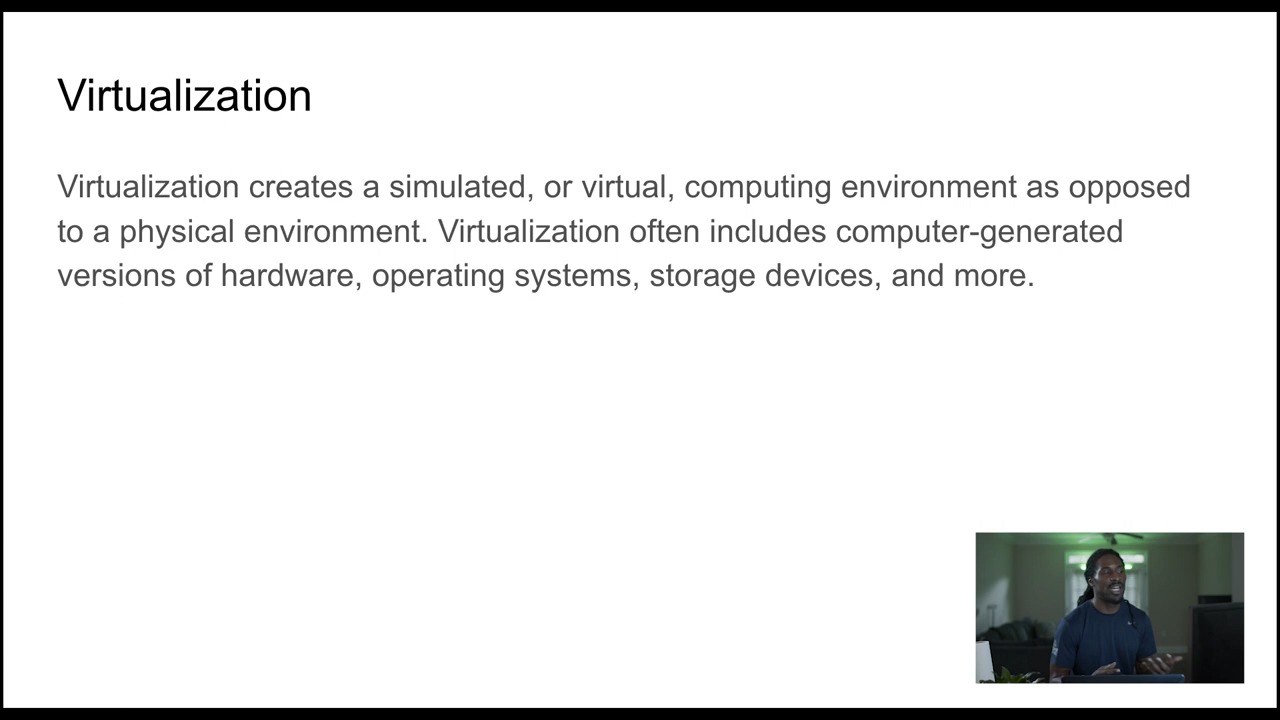 Virtualization
Virtualization creates a simulated, or virtual, computing environment as opposed
to a physical environment. Virtualization often includes computer-generated
versions of hardware, operating systems, storage devices, and more.